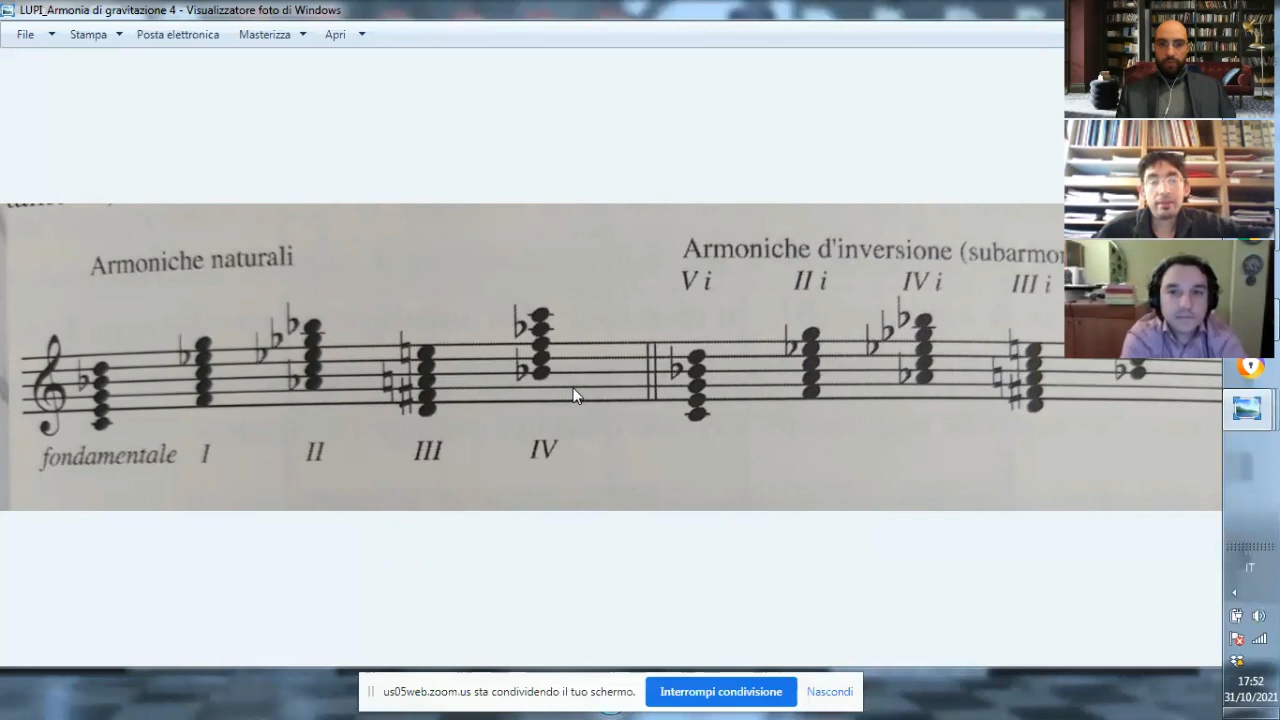 LUPI_Armonia di gravitazione 4 - Visualizzatore foto di Windows
File Stampa Posta elettronica Masterizza Apri
Armoniche naturali
Armoniche d'inversione (subarmo
V i II i IV i III i
fondamentale I II III IV
IT
us05web.zoom.us sta condividendo il tuo schermo. Interrompi condivisione Nascondi
17:52
31/10/2021